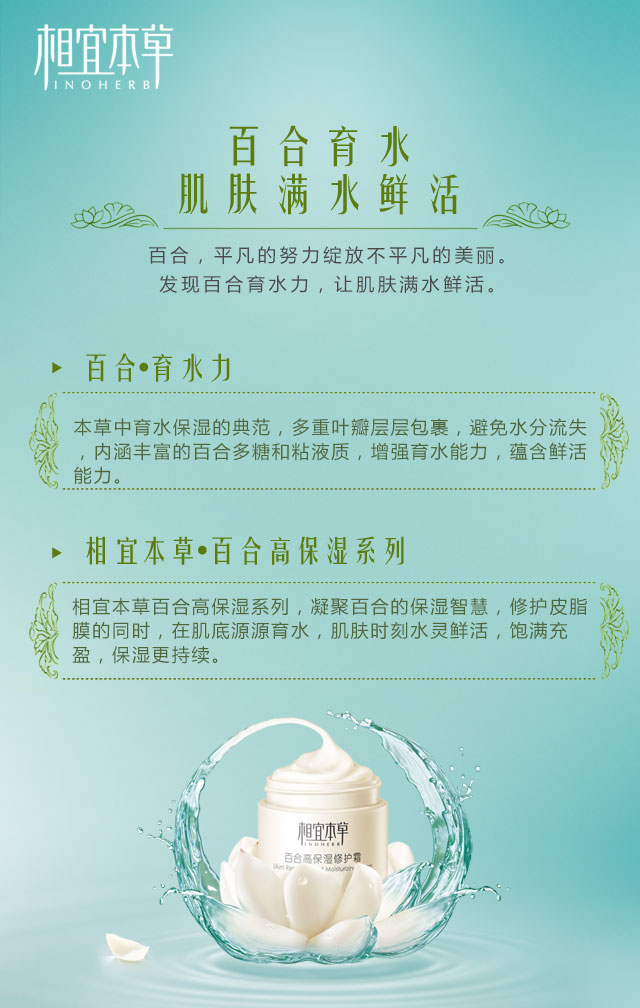 相宜本草
INOHERB
百合育水
肌肤满水鲜活
百合，平凡的努力绽放不平凡的美丽。
发现百合育水力，让肌肤满水鲜活。
百合•育水力
本草中育水保湿的典范，多重叶瓣层层包裹，避免水分流失
，内涵丰富的百合多糖和粘液质，增强育水能力，蕴含鲜活
能力。
相宜本草•百合高保湿系列
相宜本草百合高保湿系列，凝聚百合的保湿智慧，修护皮脂
膜的同时，在肌底源源育水，肌肤时刻水灵鲜活，饱满充
盈，保湿更持续。
相宜本草
INOHERB
百合高保湿修护霜